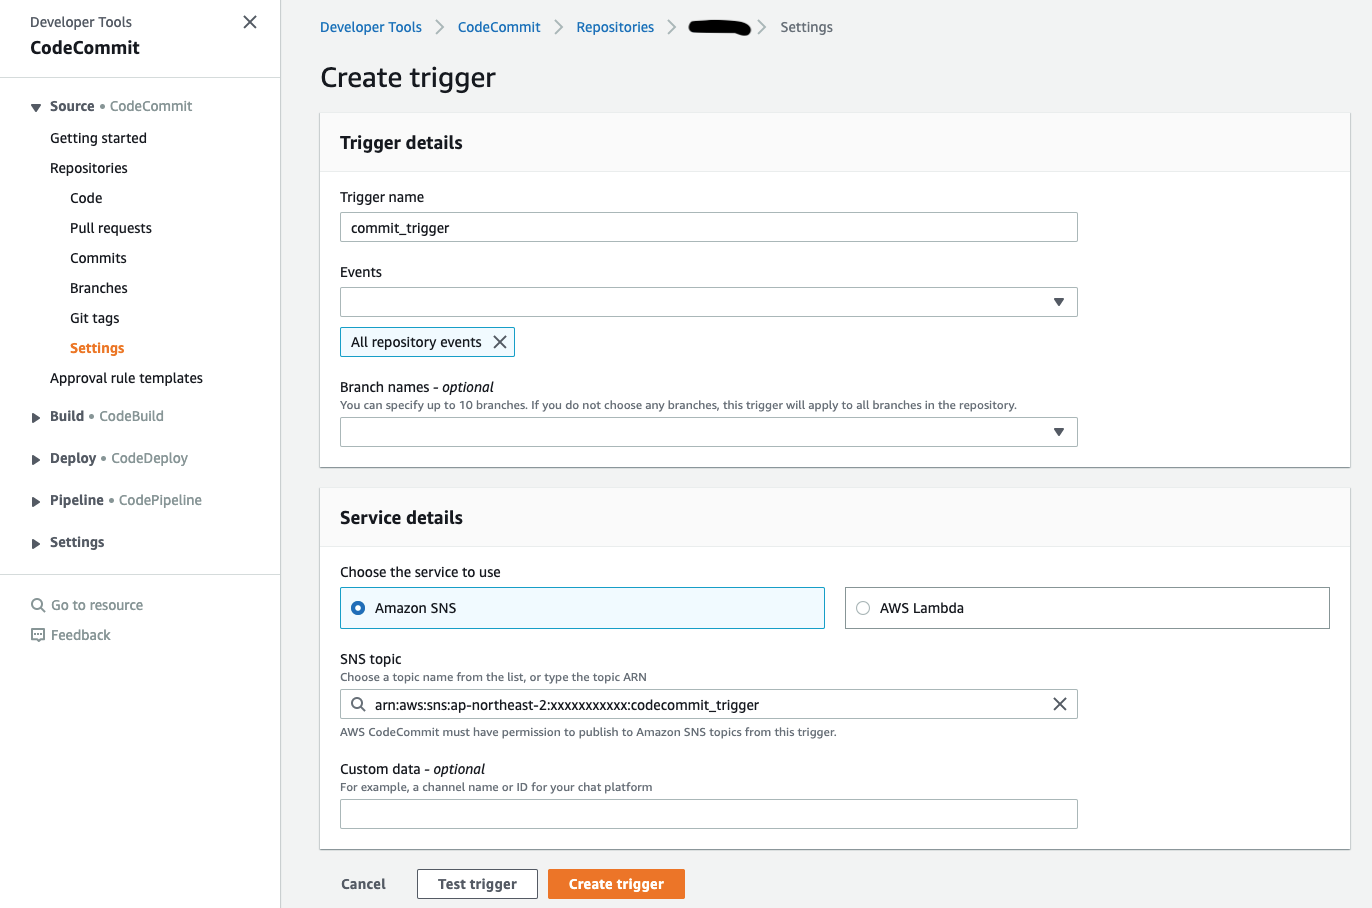 Developer Tools
CodeCommit
Source • CodeCommit
Getting started
Repositories
Code
Pull requests
Commits
Branches
Git tags
Settings
Approval rule templates
Build • CodeBuild
Deploy • CodeDeploy
Pipeline • CodePipeline
Settings
Go to resource
Feedback
Developer Tools
CodeCommit
Repositories
Settings
Create trigger
Trigger details
Trigger name
commit_trigger
Events
All repository events
Branch names - optional
You can specify up to 10 branches. If you do not choose any branches, this trigger will apply to all branches in the repository.
Service details
Choose the service to use
Amazon SNS
AWS Lambda
SNS topic
Choose a topic name from the list, or type the topic ARN
arn:aws:sns:ap-northeast-2:xxxxxxxxxxx:codecommit_trigger
AWS CodeCommit must have permission to publish to Amazon SNS topics from this trigger.
Custom data - optional
For example, a channel name or ID for your chat platform
Cancel
Test trigger
Create trigger